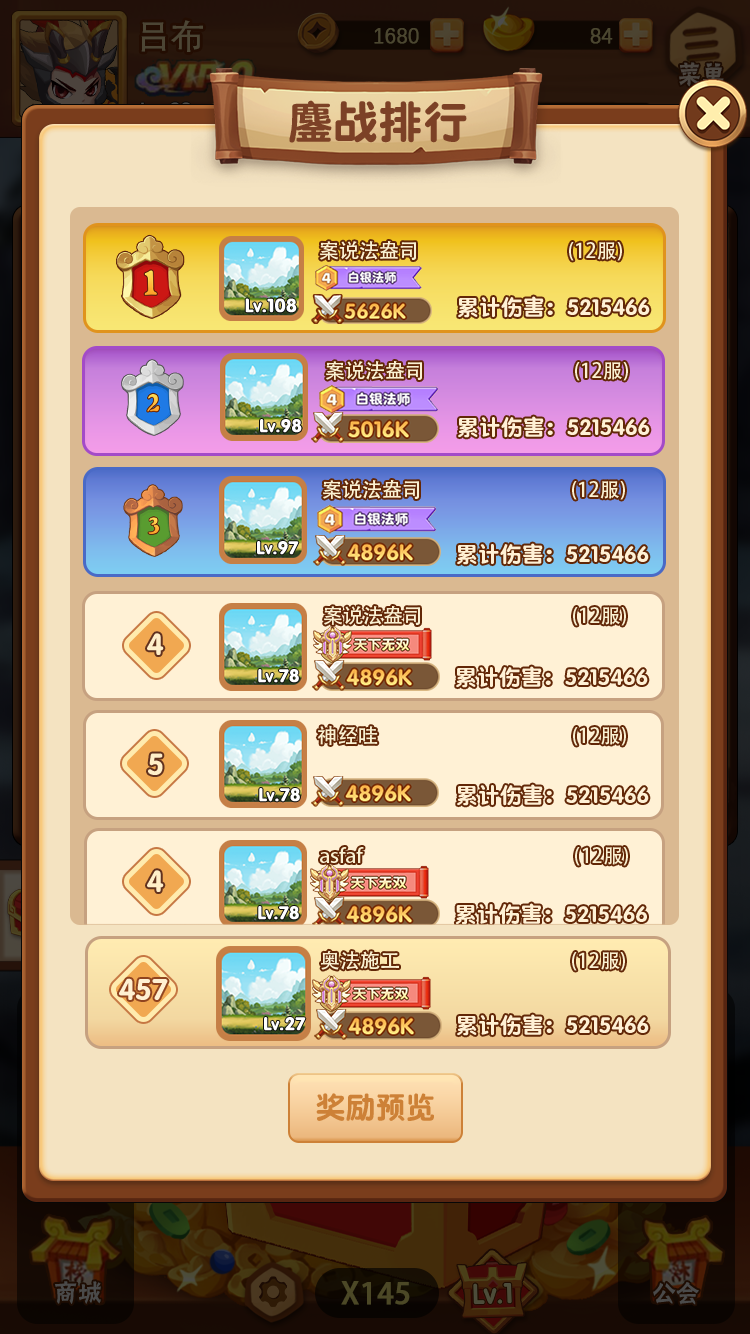 吕布
1680
84
菜单
鏖战排行
1
案说法盎司
(12服)
4 白银法师
Lv.108
5626K
累计伤害：5215466
2
案说法盎司
(12服)
4 白银法师
Lv.98
5016K
累计伤害：5215466
3
案说法盎司
(12服)
4 白银法师
Lv.97
4896K
累计伤害：5215466
4
案说法盎司
(12服)
天下无双
Lv.78
4896K
累计伤害：5215466
5
神经哇
(12服)
Lv.78
4896K
累计伤害：5215466
4
asfaf
(12服)
天下无双
Lv.78
4896K
累计伤害：5215466
457
奥法施工
(12服)
天下无双
Lv.27
4896K
累计伤害：5215466
奖励预览
商城
X145
Lv.1
公会